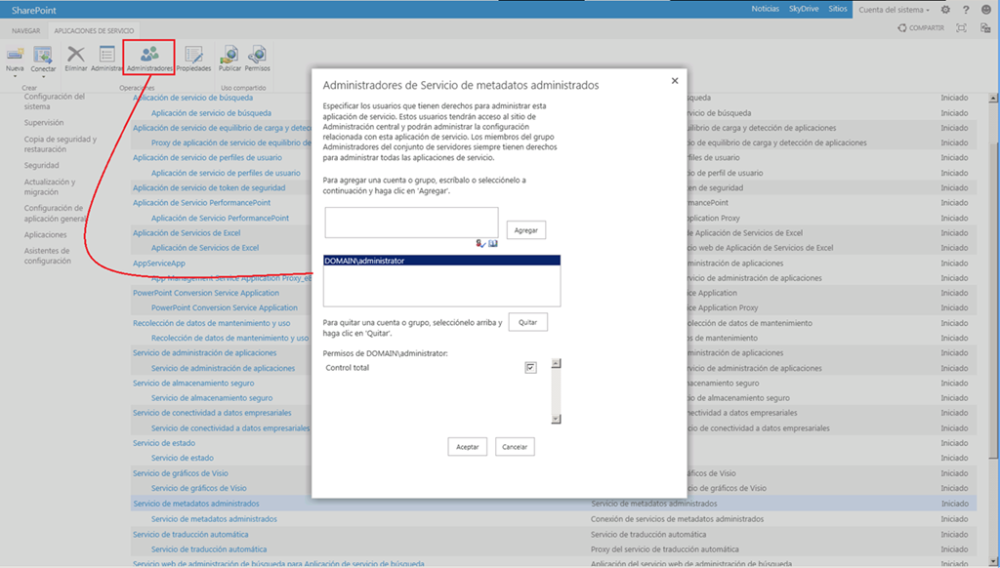 SharePoint
Noticias SkyDrive Sitios Cuenta del sistema
NAVEGAR APLICACIONES DE SERVICIO
COMPARTIR
Nueva Conectar Eliminar Administrar Administradores Propiedades Publicar Permisos
Crear Operaciones Uso compartido
Configuración del
sistema
Supervisión
Copia de seguridad y
restauración
Seguridad
Actualización y
migración
Configuración de
aplicación general
Aplicaciones
Asistentes de
configuración
Aplicación de servicio de búsqueda
Aplicación de servicio de búsqueda
Aplicación de servicio de equilibrio de carga y detec
Proxy de aplicación de servicio de equilibrio
Aplicación de servicio de perfiles de usuario
Aplicación de servicio de perfiles de usuario
Aplicación de servicio de token de seguridad
Aplicación de Servicio PerformancePoint
Aplicación de Servicio PerformancePoint
Aplicación de Servicios de Excel
Aplicación de Servicios de Excel
AppServiceApp
App Management Service Application Proxy_e
PowerPoint Conversion Service Application
PowerPoint Conversion Service Application
Recolección de datos de mantenimiento y uso
Recolección de datos de mantenimiento y uso
Servicio de administración de aplicaciones
Servicio de administración de aplicaciones
Servicio de almacenamiento seguro
Servicio de almacenamiento seguro
Servicio de conectividad a datos empresariales
Servicio de conectividad a datos empresariales
Servicio de estado
Servicio de estado
Servicio de gráficos de Visio
Servicio de gráficos de Visio
Servicio de metadatos administrados
Servicio de metadatos administrados
Servicio de traducción automática
Servicio de traducción automática
Servicio web de administración de búsqueda para Aplicación de servicio de búsqueda
Administradores de Servicio de metadatos administrados
Especificar los usuarios que tienen derechos para administrar esta
aplicación de servicio. Estos usuarios tendrán acceso al sitio de
Administración central y podrán administrar la configuración
relacionada con esta aplicación de servicio. Los miembros del grupo
Administradores del conjunto de servidores siempre tienen derechos
para administrar todas las aplicaciones de servicio.
Para agregar una cuenta o grupo, escríbalo o selecciónelo a
continuación y haga clic en 'Agregar'.
Agregar
DOMAIN\administrator
Para quitar una cuenta o grupo, selecciónelo arriba y
haga clic en 'Quitar'.
Quitar
Permisos de DOMAIN\administrator:
Control total
Aceptar Cancelar
squeda Iniciado
rvicio de búsqueda Iniciado
uilibrio de carga y detección de aplicaciones Iniciado
e equilibrio de carga y detección de aplicaciones Iniciado
rfiles de usuario Iniciado
e perfil de usuario Iniciado
en de seguridad Iniciado
rmancePoint Iniciado
plication Proxy Iniciado
de Aplicación de Servicios de Excel Iniciado
io web de Aplicación de Servicios de Excel Iniciado
ministración de aplicaciones Iniciado
e administración de aplicaciones Iniciado
ce Application Iniciado
ce Application Proxy Iniciado
olección de datos de mantenimiento Iniciado
s de mantenimiento Iniciado
ministración de aplicaciones Iniciado
e administración de aplicaciones Iniciado
macenamiento seguro Iniciado
e almacenamiento seguro Iniciado
nectividad a datos empresariales Iniciado
e conectividad a datos empresariales Iniciado
Iniciado
Iniciado
áficos de Visio Iniciado
e gráficos de Visio Iniciado
Servicio de metadatos administrados Iniciado
Conexión de servicios de metadatos administrados Iniciado
Servicio de traducción automática Iniciado
Proxy del servicio de traducción automática Iniciado
Aplicación del servicio web de administración de búsqueda Iniciado